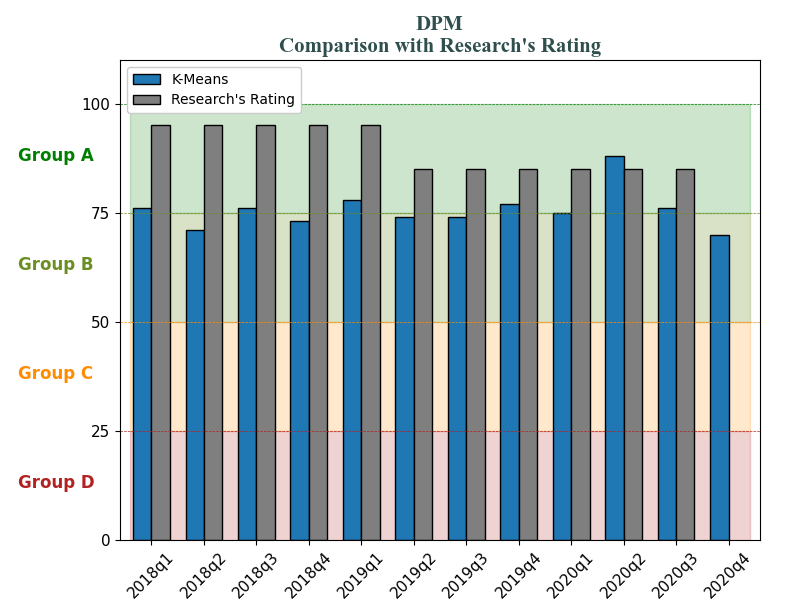 DPM
Comparison with Research's Rating
K-Means
Research's Rating
100
Group A
75
Group B
50
Group C
25
Group D
0
2018q1
2018q2
2018q3
2018q4
2019q1
2019q2
2019q3
2019q4
2020q1
2020q2
2020q3
2020q4